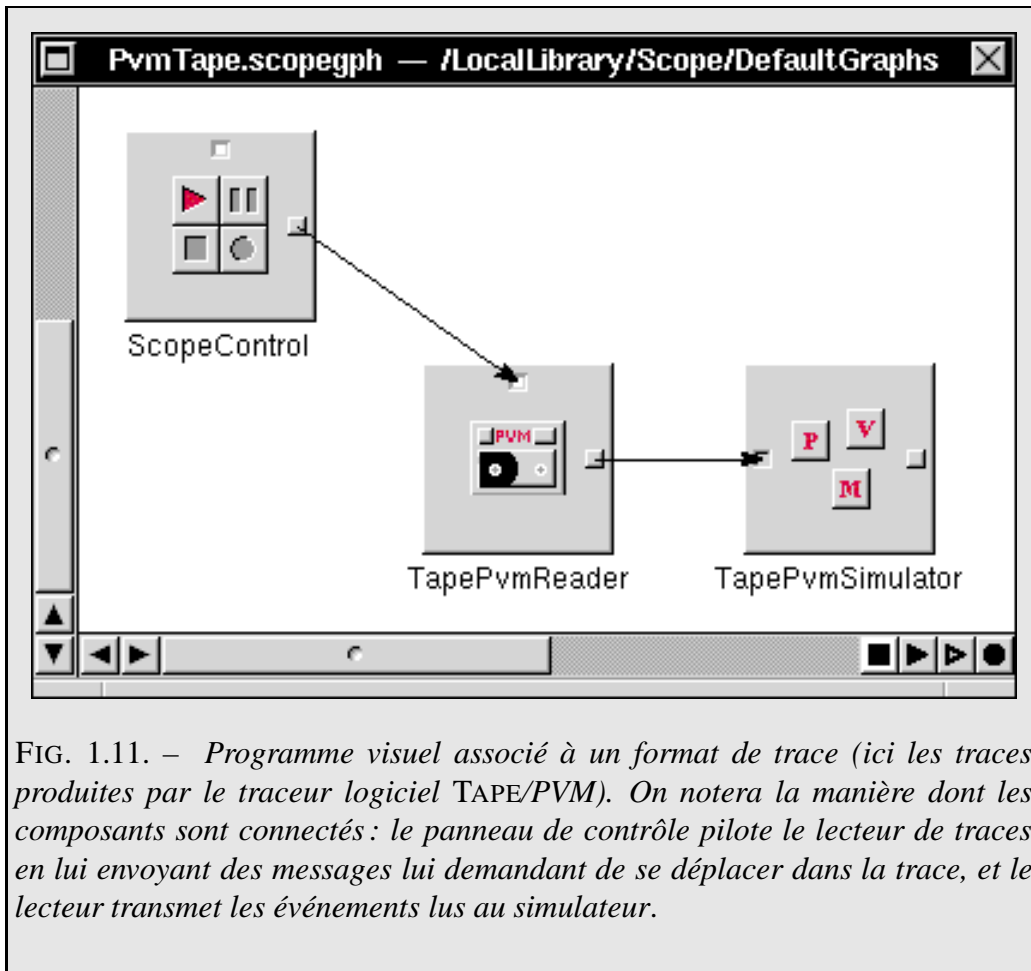 PvmTape.scopegph — /LocalLibrary/Scope/DefaultGraphs
ScopeControl
PVM
P
V
M
TapePvmReader
TapePvmSimulator
FIG. 1.11. – Programme visuel associé à un format de trace (ici les traces
produites par le traceur logiciel TAPE/PVM). On notera la manière dont les
composants sont connectés : le panneau de contrôle pilote le lecteur de traces
en lui envoyant des messages lui demandant de se déplacer dans la trace, et le
lecteur transmet les événements lus au simulateur.